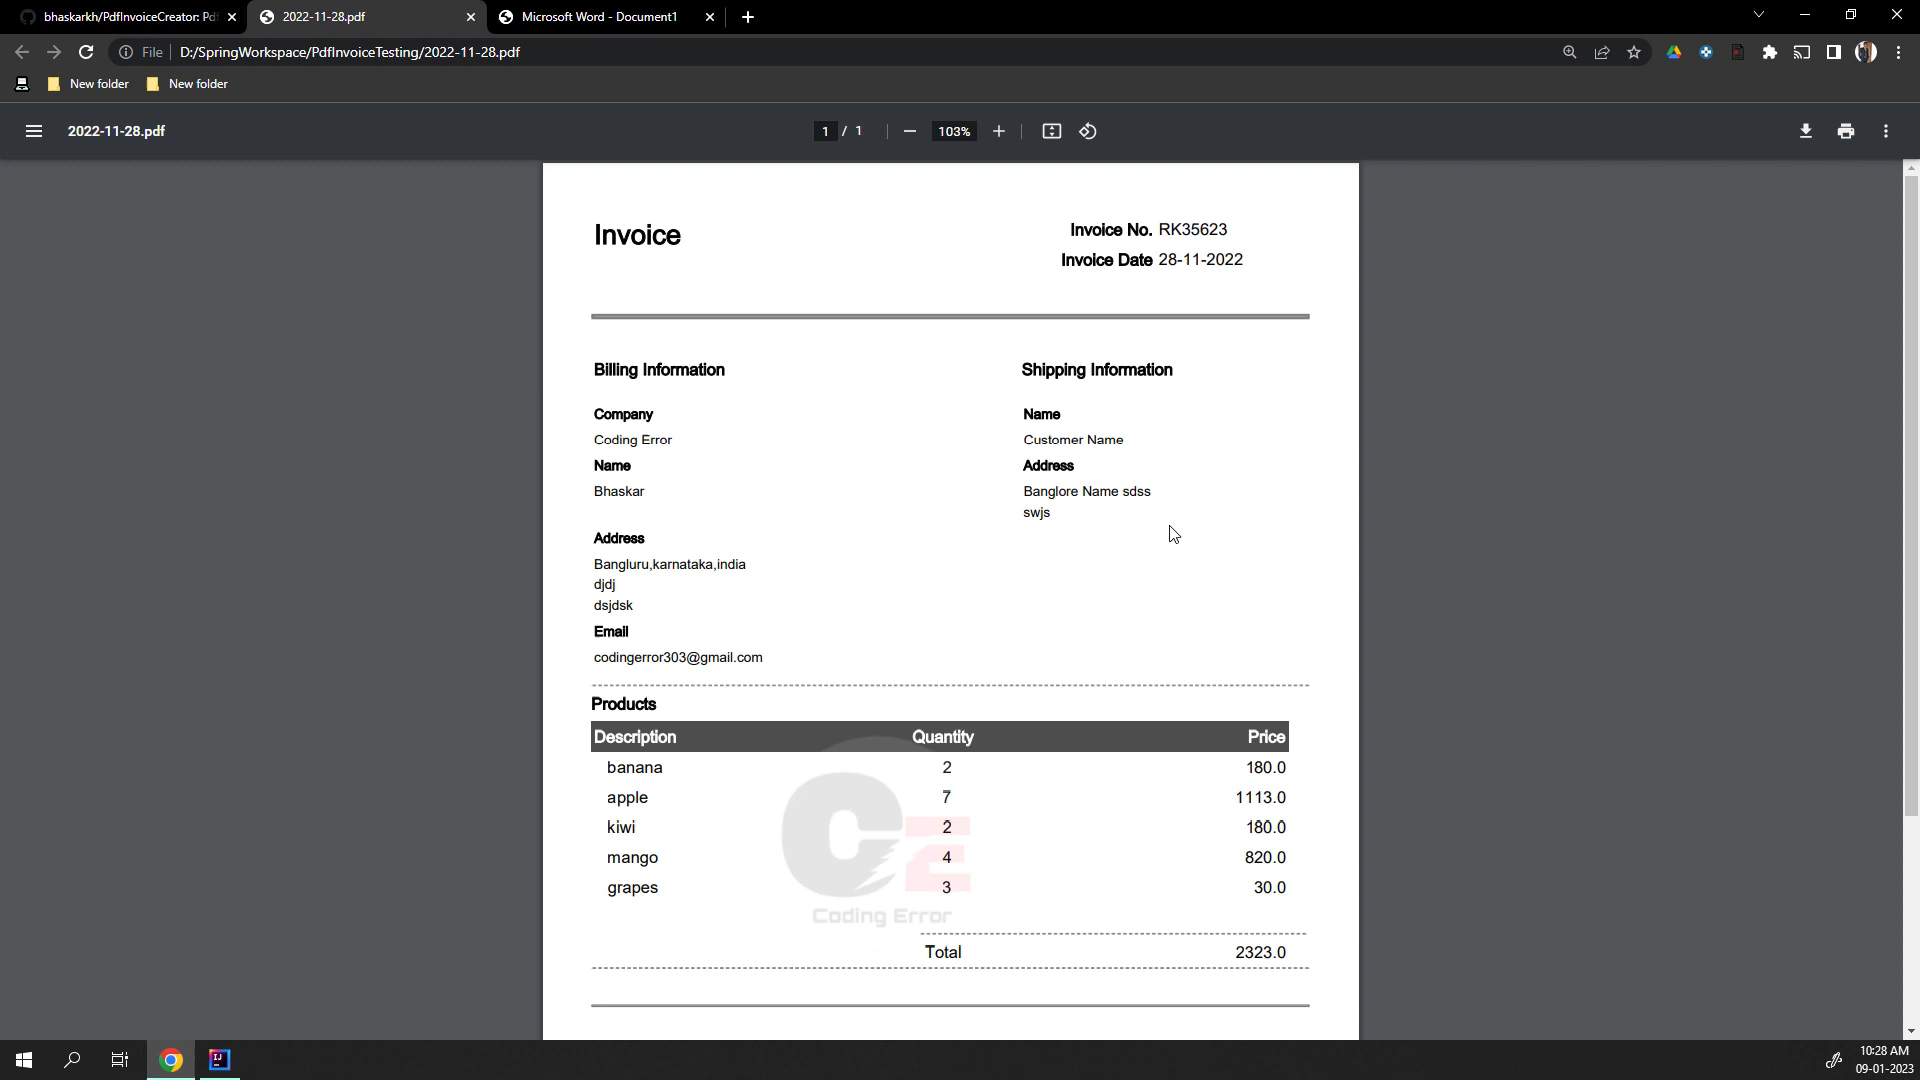 bhaskarkh/PdfInvoiceCreator: Pdf
2022-11-28.pdf
Microsoft Word - Document1
File
D:/SpringWorkspace/PdfInvoiceTesting/2022-11-28.pdf
New folder
New folder
2022-11-28.pdf
1 / 1
103%
Invoice
Invoice No. RK35623
Invoice Date 28-11-2022
Billing Information
Shipping Information
Company
Name
Coding Error
Customer Name
Name
Address
Bhaskar
Banglore Name sdss
swjs
Address
Bangluru,karnataka,india
djdj
dsjdsk
Email
codingerror303@gmail.com
Products
Description Quantity Price
banana 2 180.0
apple 7 1113.0
kiwi 2 180.0
mango 4 820.0
grapes 3 30.0
Coding Error
Total 2323.0
10:28 AM
09-01-2023